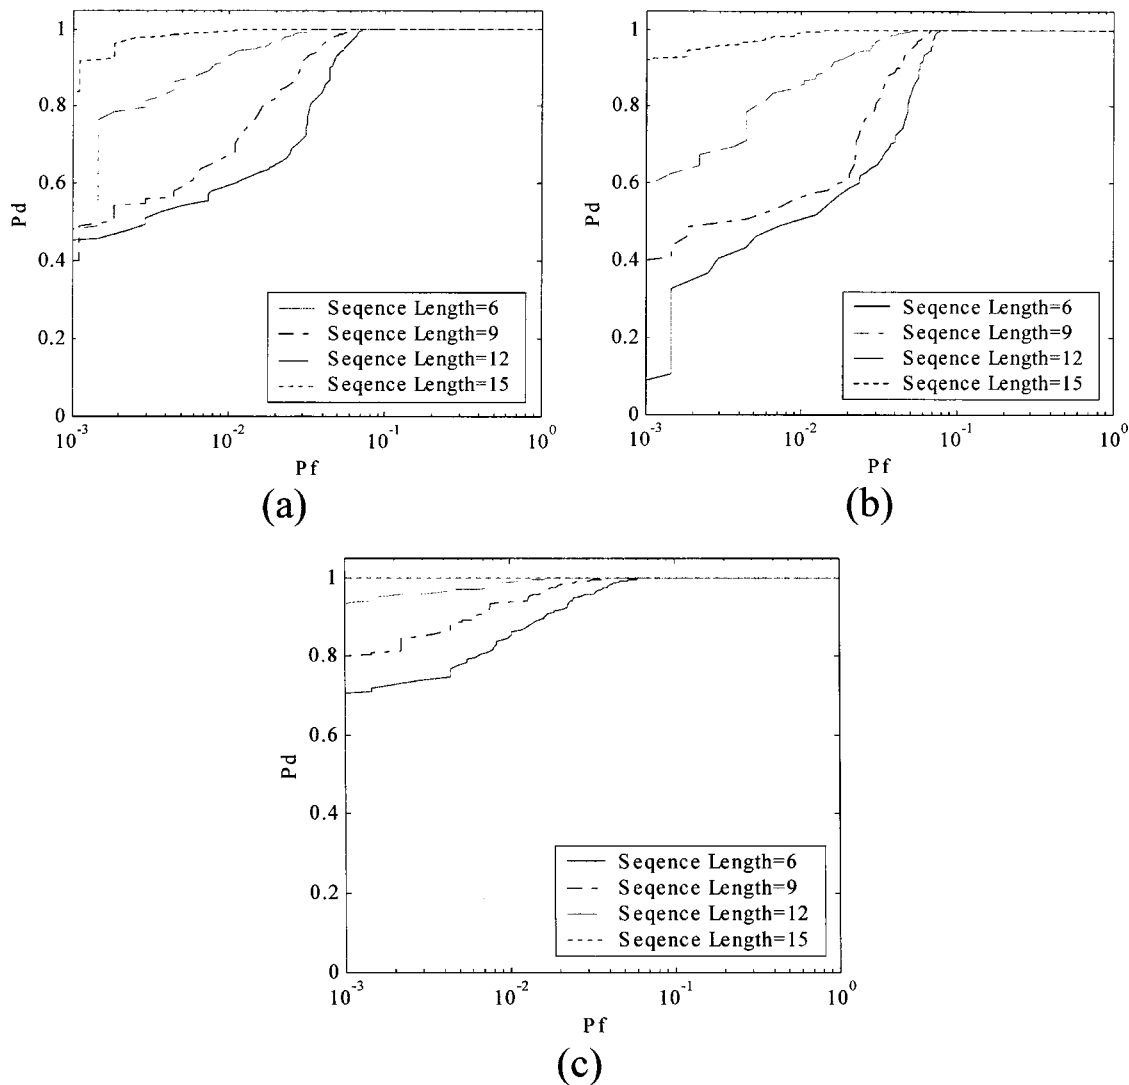 1
0.8
0.6
0.4
0.2
0
Pd
10^-3
10^-2
10^-1
10^0
Pf
Seqence Length=6
Seqence Length=9
Seqence Length=12
Seqence Length=15
(a)
1
0.8
0.6
0.4
0.2
0
Pd
10^-3
10^-2
10^-1
10^0
Pf
Seqence Length=6
Seqence Length=9
Seqence Length=12
Seqence Length=15
(b)
1
0.8
0.6
0.4
0.2
0
Pd
10^-3
10^-2
10^-1
10^0
Pf
Seqence Length=6
Seqence Length=9
Seqence Length=12
Seqence Length=15
(c)